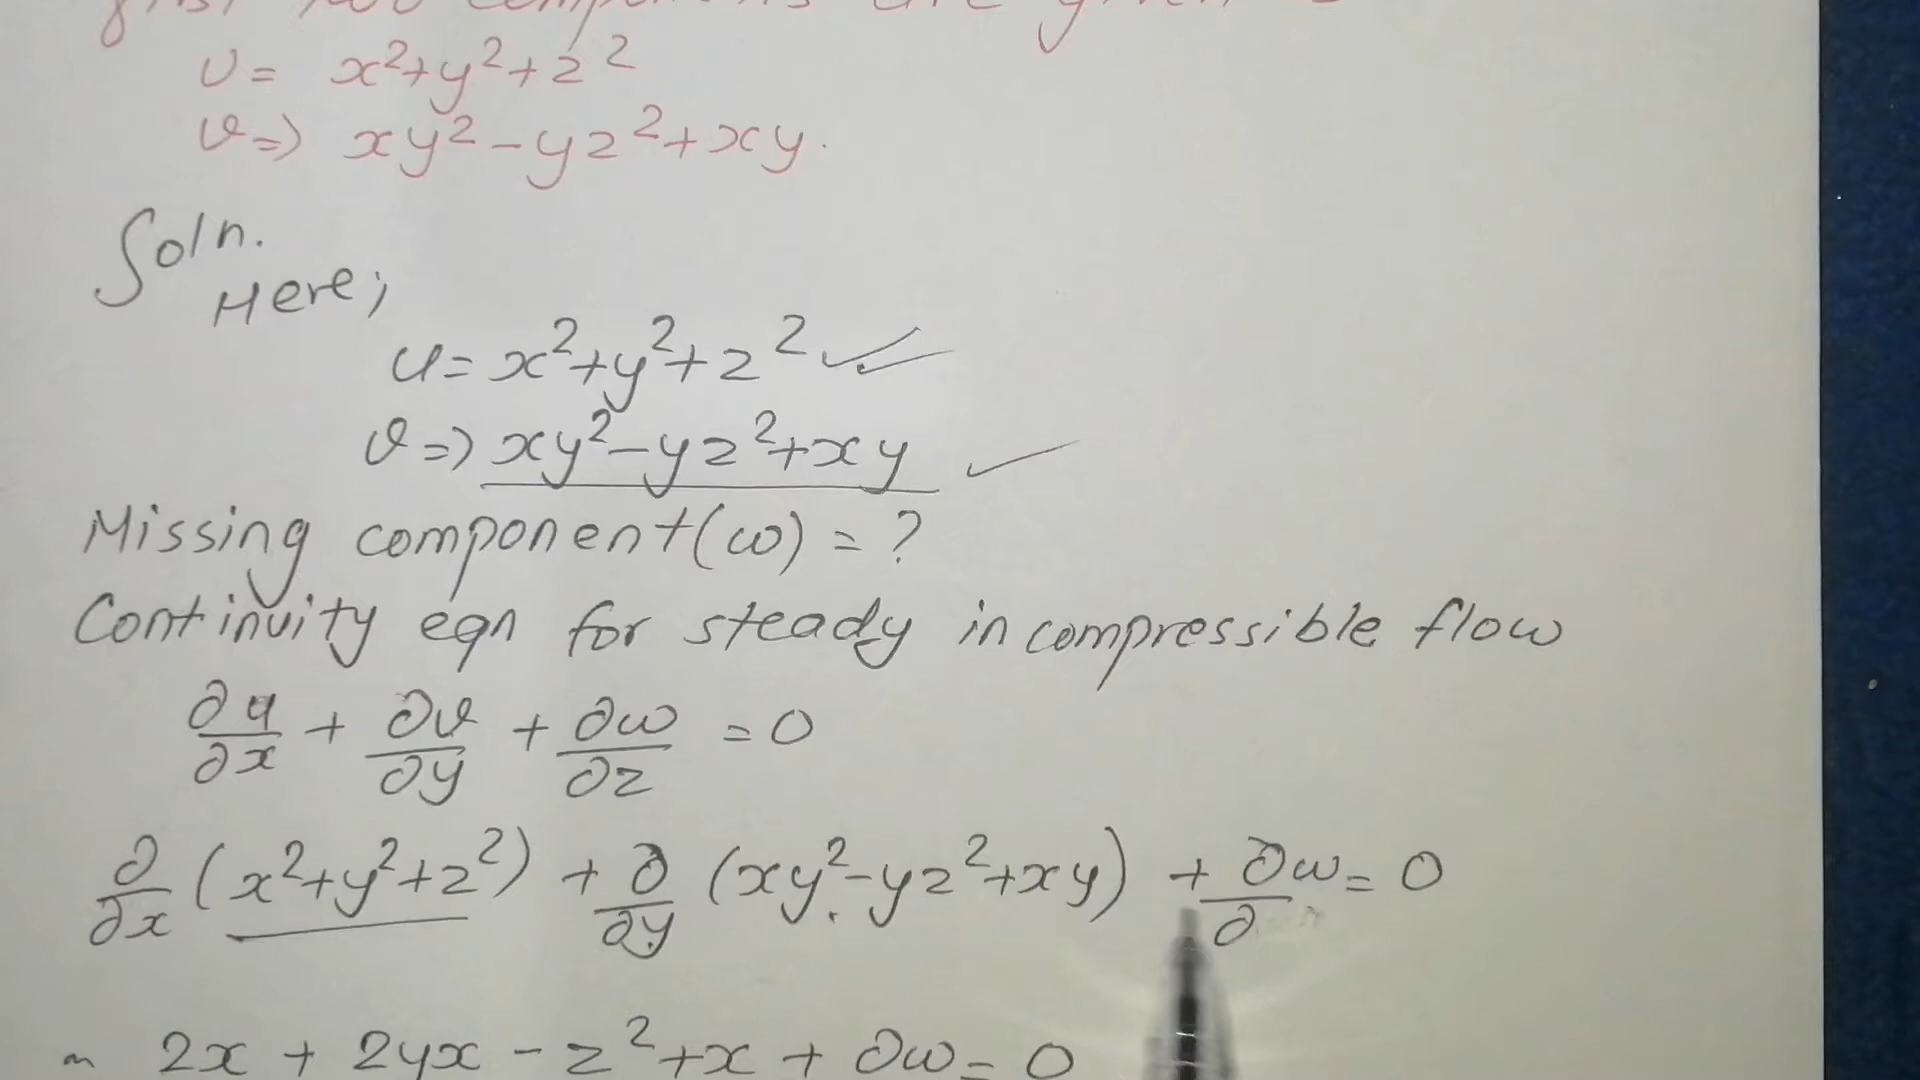 U = x²+y²+z²
v => xy²-yz²+xy.
Soln.
Here;
u = x²+y²+z²
v => xy²-yz²+xy
Missing component(ω) = ?
Continuity eqn for steady incompressible flow
∂u/∂x + ∂v/∂y + ∂ω/∂z = 0
∂/∂x (x²+y²+z²) + ∂/∂y (xy²-yz²+xy) + ∂ω/∂ = 0
~ 2x + 2yx - z²+x + ∂ω = 0